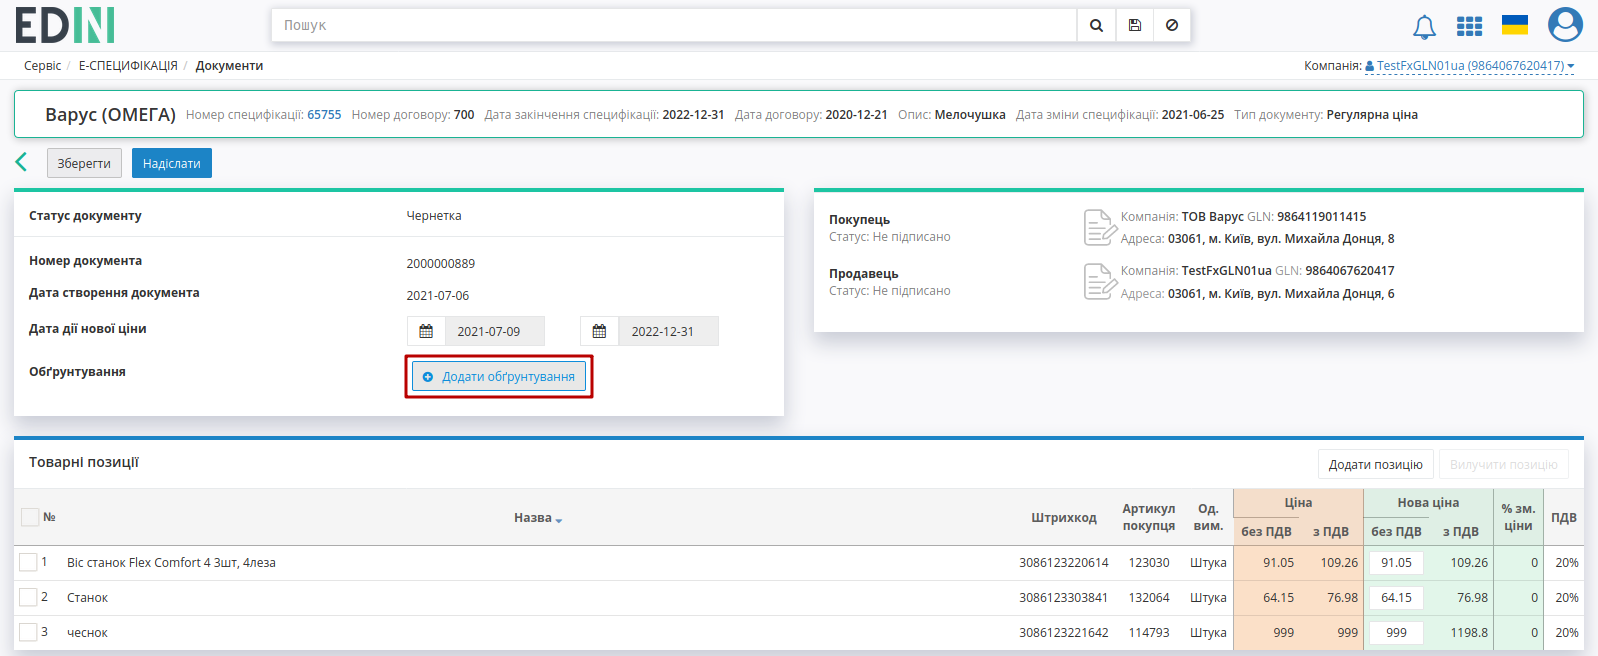 EDIN
Пошук
Сервіс / Е-СПЕЦИФІКАЦІЯ / Документи
Компанія: TestFxGLN01ua (9864067620417)
Варус (ОМЕГА) Номер специфікації: 65755 Номер договору: 700 Дата закінчення специфікації: 2022-12-31 Дата договору: 2020-12-21 Опис: Мелочушка Дата зміни специфікації: 2021-06-25 Тип документу: Регулярна ціна
Зберегти Надіслати
Статус документу Чернетка
Номер документа 2000000889
Дата створення документа 2021-07-06
Дата дії нової ціни 2021-07-09 2022-12-31
Обґрунтування Додати обґрунтування
Покупець
Статус: Не підписано
Компанія: ТОВ Варус GLN: 9864119011415
Адреса: 03061, м. Київ, вул. Михайла Донця, 8
Продавець
Статус: Не підписано
Компанія: TestFxGLN01ua GLN: 9864067620417
Адреса: 03061, м. Київ, вул. Михайла Донця, 6
Товарні позиції Додати позицію Вилучити позицію
№ Назва Штрихкод Артикул покупця Од. вим. Ціна Нова ціна % зм. ціни ПДВ
без ПДВ з ПДВ без ПДВ з ПДВ
1 Віс станок Flex Comfort 4 3шт, 4леза 3086123220614 123030 Штука 91.05 109.26 91.05 109.26 0 20%
2 Станок 3086123303841 132064 Штука 64.15 76.98 64.15 76.98 0 20%
3 чеснок 3086123221642 114793 Штука 999 999 999 1198.8 0 20%